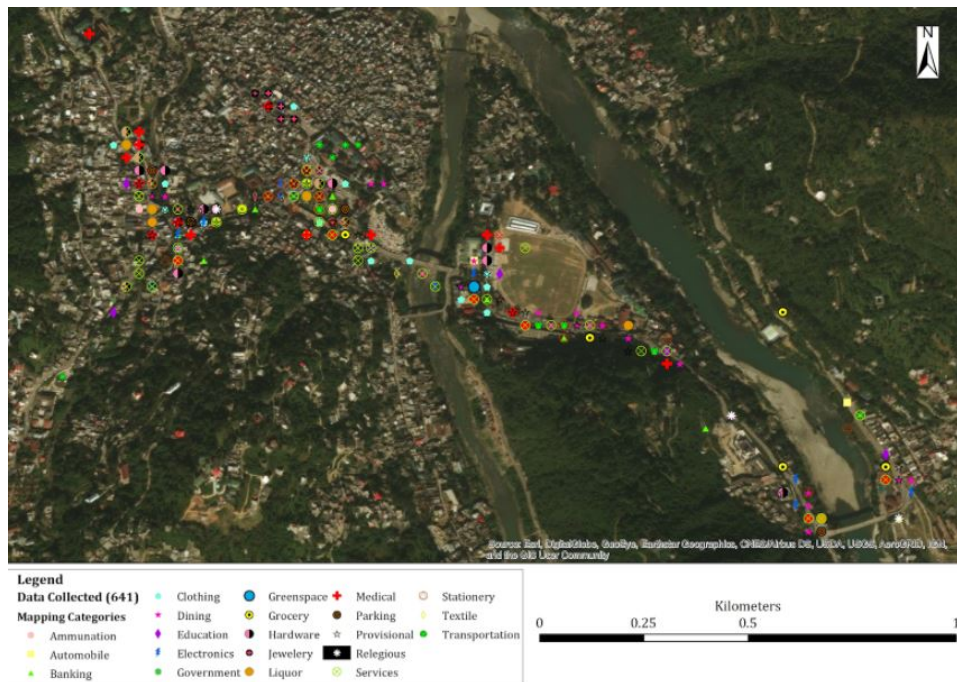 N
Source: Esri, DigitalGlobe, GeoEye, Earthstar Geographics, CNES/Airbus DS, USDA, USGS, AeroGRID, IGN,
and the GIS User Community
Legend
Data Collected (641)
Mapping Categories
Ammunation
Automobile
Banking
Clothing
Dining
Education
Electronics
Government
Greenspace
Grocery
Hardware
Jewelery
Liquor
Medical
Parking
Provisional
Relegious
Services
Stationery
Textile
Transportation
Kilometers
0 0.25 0.5 1